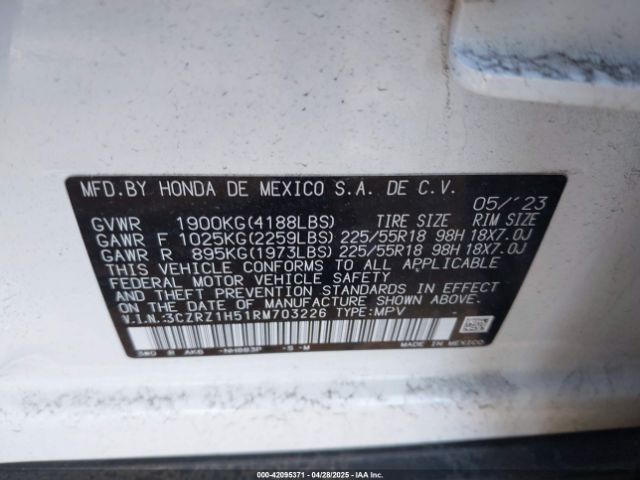 MFD.BY HONDA DE MEXICO S.A. DE C.V. 05/'23
GVWR 1900KG(4188LBS) TIRE SIZE RIM SIZE
GAWR F 1025KG(2259LBS) 225/55R18 98H 18X7.0J
GAWR R 895KG(1973LBS) 225/55R18 98H 18X7.0J
THIS VEHICLE CONFORMS TO ALL APPLICABLE
FEDERAL MOTOR VEHICLE SAFETY
AND THEFT PREVENTION STANDARDS IN EFFECT
ON THE DATE OF MANUFACTURE SHOWN ABOVE.
V.I.N.:3CZRZ1H51RM703226 TYPE:MPV
AK6 -S -M MADE IN MEXICO
000-42095371 | 04/28/2025 | IAAI Inc.